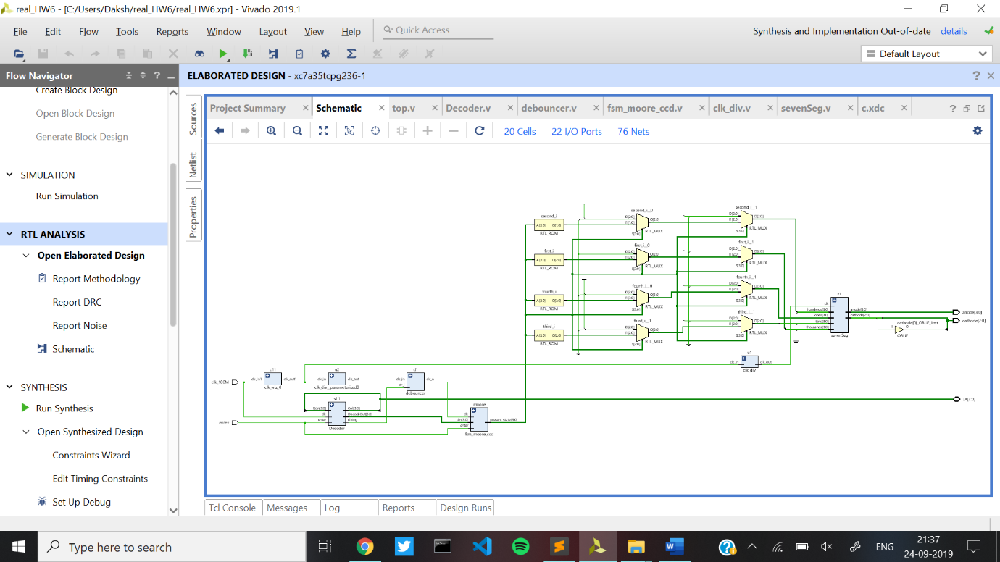 real_HW6 - [C:/Users/Daksh/real_HW6/real_HW6.xpr] - Vivado 2019.1
File Edit Flow Tools Reports Window Layout View Help Quick Access
Synthesis and Implementation Out-of-date details
Default Layout
Flow Navigator
ELABORATED DESIGN - xc7a35tcpg236-1
Create Block Design
Open Block Design
Generate Block Design
SIMULATION
Run Simulation
RTL ANALYSIS
Open Elaborated Design
Report Methodology
Report DRC
Report Noise
Schematic
SYNTHESIS
Run Synthesis
Open Synthesized Design
Constraints Wizard
Edit Timing Constraints
Set Up Debug
Sources
Netlist
Properties
Project Summary Schematic top.v Decoder.v debouncer.v fsm_moore_ccd.v clk_div.v sevenSeg.v c.xdc
20 Cells 22 I/O Ports 76 Nets
second_i
A[3:0] O[1:0]
RTL_ROM
first_i
A[3:0] O[2:0]
RTL_ROM
fourth_i
A[3:0] O[3:0]
RTL_ROM
third_i
A[3:0] O[2:0]
RTL_ROM
second_i__0
I0[2:0]
I1[1:0]
O[2:0]
S[3:0]
RTL_MUX
first_i__0
I0[2:0]
I1[2:0]
O[2:0]
S[3:0]
RTL_MUX
fourth_i__0
I0[3:0]
I1[3:0]
O[3:0]
S[3:0]
RTL_MUX
third_i__0
I0[2:0]
I1[2:0]
O[2:0]
S[3:0]
RTL_MUX
second_i__1
I0[2:0]
I1[2:0]
O[2:0]
S[3:0]
RTL_MUX
first_i__1
I0[2:0]
I1[2:0]
O[2:0]
S[3:0]
RTL_MUX
fourth_i__1
I0[3:0]
I1[3:0]
O[3:0]
S[3:0]
RTL_MUX
third_i__1
I0[2:0]
I1[2:0]
O[2:0]
S[3:0]
RTL_MUX
s1
clk
hundreds[3:0]
ones[3:0]
tens[3:0]
thousands[3:0]
anode[3:0]
cathode[7:0]
sevenSeg
anode[3:0]
cathode[7:0]
cathode[0]_OBUF_inst
I O
OBUF
u1
clk_in clk_out
clk_div
clk_100M
c11
clk_in1 clk_out1
clk_wiz_0
u2
clk_in clk_out
clk_div__parameterized0
d1
clk_in
clr_o
debouncer
s11
Row[3:0] Col[3:0]
clk DecodeOut[3:0]
enter
Decoder
enter
moore
clk
din[3:0]
enter
present_state[4:0]
fsm_moore_ccd
JA[7:0]
Tcl Console Messages Log Reports Design Runs
Type here to search
ENG
21:37
24-09-2019